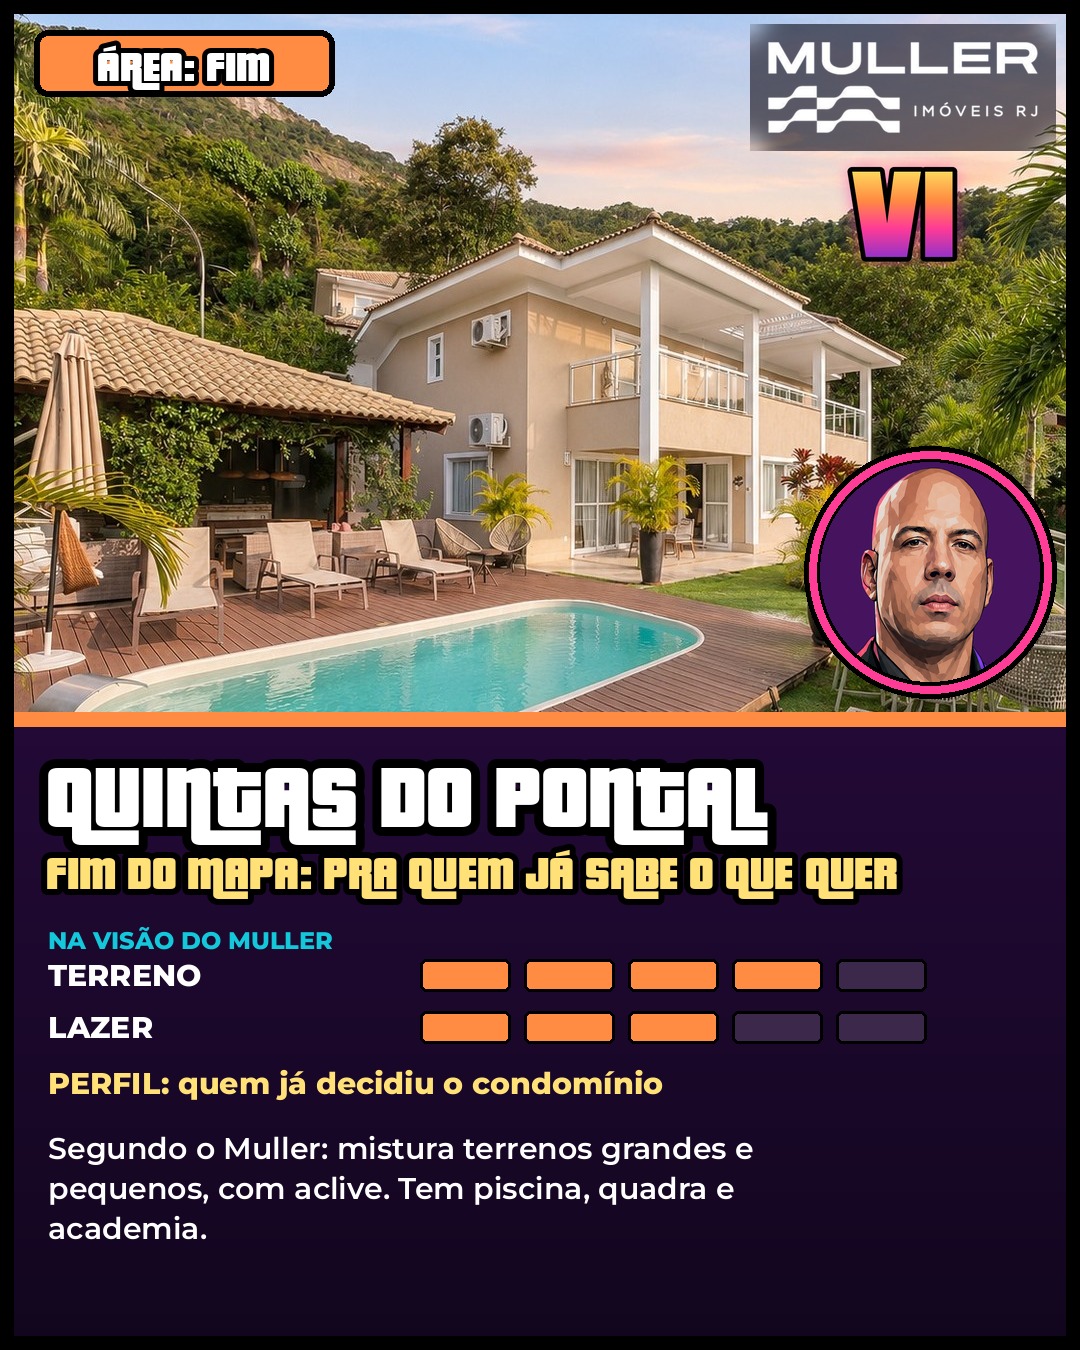 ÁREA: FIM
MULLER
IMÓVEIS RJ
VI
QUINTAS DO PONTAL
FIM DO MAPA: PRA QUEM JÁ SABE O QUE QUER
NA VISÃO DO MULLER
TERRENO
LAZER
PERFIL: quem já decidiu o condomínio
Segundo o Muller: mistura terrenos grandes e
pequenos, com aclive. Tem piscina, quadra e
academia.